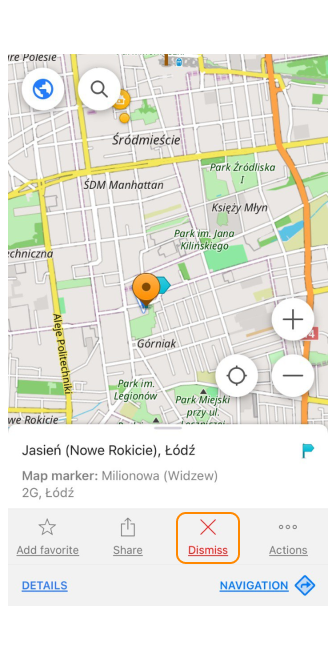 re Polesie
Śródmieście
Park Źródliska
I
ŚDM Manhattan
Księży Młyn
Park im. Jana
Kilińskiego
echniczna
Aleje Politechniki
Górniak
4
Park im.
Legionów
Park Miejski
przy ul.
we Rokicie
Jasień (Nowe Rokicie), Łódź
Map marker: Milionowa (Widzew)
2G, Łódź
Add favorite
Share
Dismiss
Actions
DETAILS
NAVIGATION